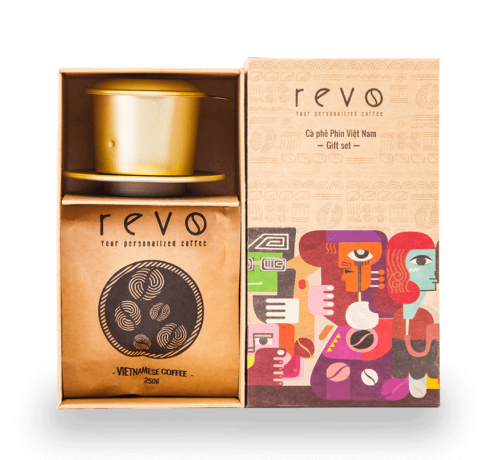 revo
Your personalized coffee
- VIETNAMESE COFFEE -
250g
revo
Your personalized coffee
Cà phê Phin Việt Nam
– Gift set –